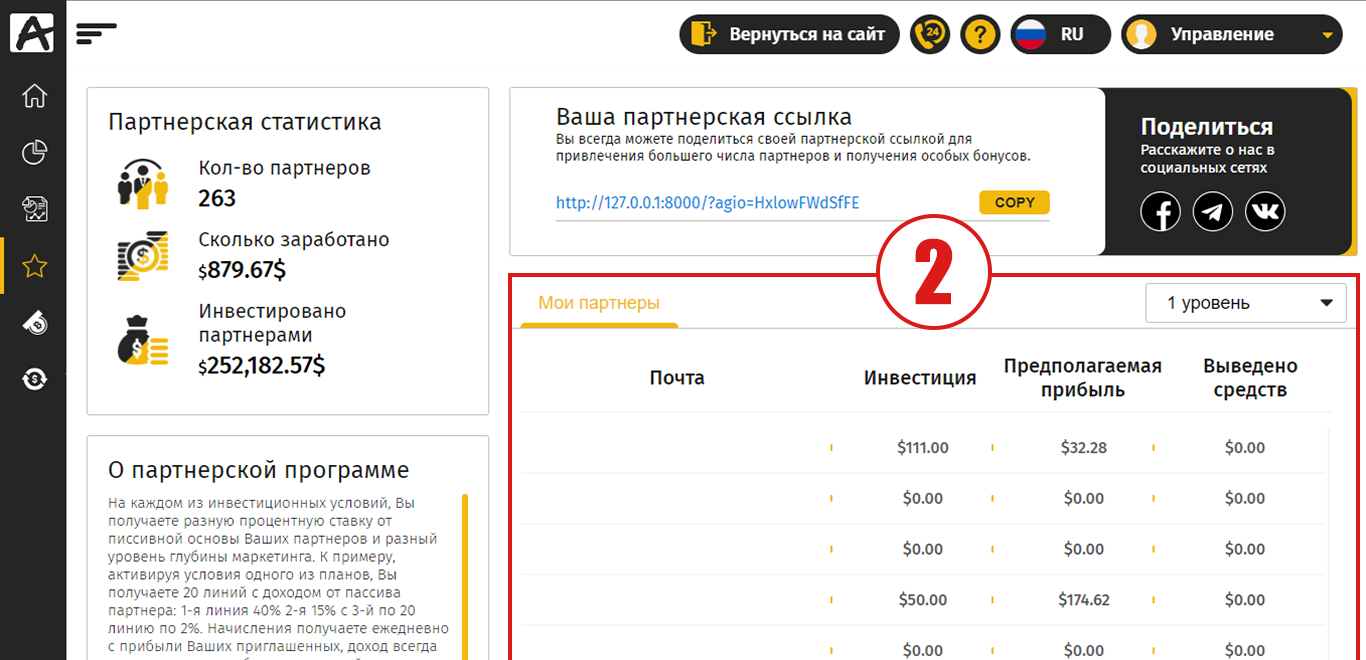 A
Вернуться на сайт
24
?
RU
Управление
Партнерская статистика
Кол-во партнеров
263
Сколько заработано
$879.67$
Инвестировано
партнерами
$252,182.57$
О партнерской программе
На каждом из инвестиционных условий, Вы
получаете разную процентную ставку от
писсивной основы Ваших партнеров и разный
уровень глубины маркетинга. К примеру,
активируя условия одного из планов, Вы
получаете 20 линий с доходом от пассива
партнера: 1-я линия 40% 2-я 15% с 3-й по 20
линию по 2%. Начисления получаете ежедневно
с прибыли Ваших приглашенных, доход всегда
Ваша партнерская ссылка
Вы всегда можете поделиться своей партнерской ссылкой для
привлечения большего числа партнеров и получения особых бонусов.
http://127.0.0.1:8000/?agio=HxlowFWdSfFE
COPY
Поделиться
Расскажите о нас в
социальных сетях
2
Мои партнеры
1 уровень
Почта Инвестиция Предполагаемая прибыль Выведено средств
$111.00 $32.28 $0.00
$0.00 $0.00 $0.00
$0.00 $0.00 $0.00
$50.00 $174.62 $0.00
$0.00 $0.00 $0.00